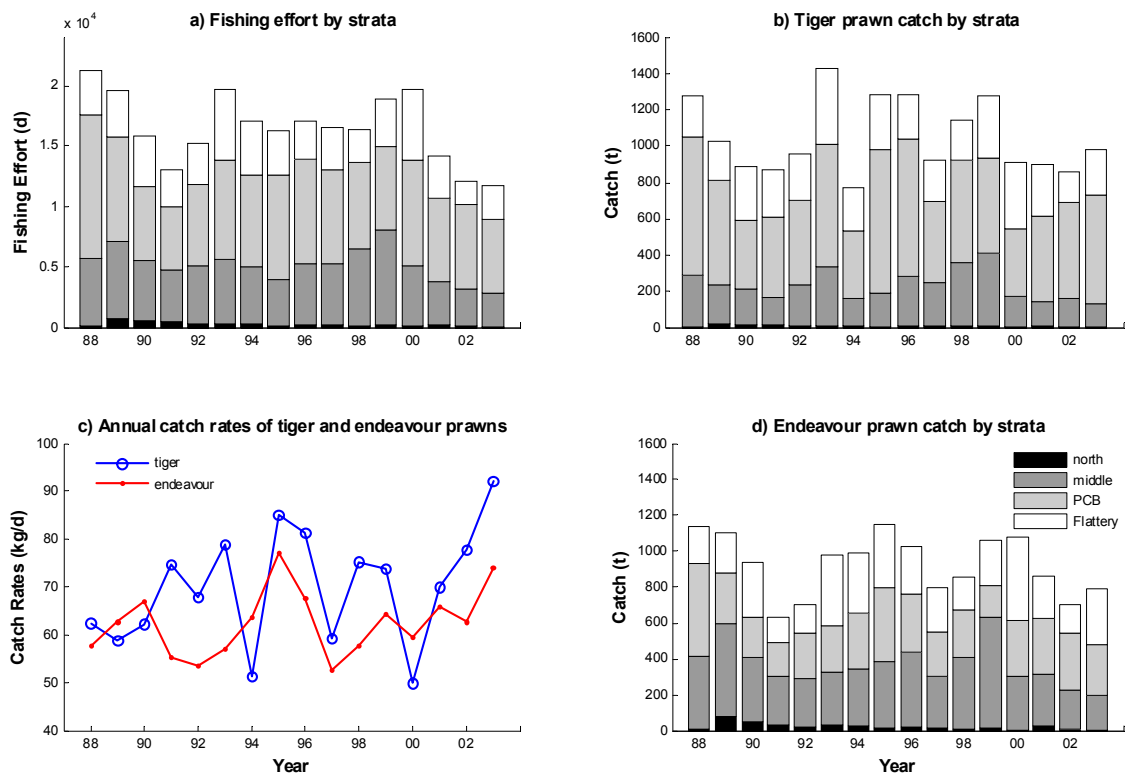 a) Fishing effort by strata
x 10^4
Fishing Effort (d)
2
1.5
1
0.5
0
88 90 92 94 96 98 00 02
b) Tiger prawn catch by strata
Catch (t)
1600
1400
1200
1000
800
600
400
200
0
88 90 92 94 96 98 00 02
c) Annual catch rates of tiger and endeavour prawns
Catch Rates (kg/d)
100
90
80
70
60
50
40
tiger
endeavour
88 90 92 94 96 98 00 02
Year
d) Endeavour prawn catch by strata
Catch (t)
1600
1400
1200
1000
800
600
400
200
0
north
middle
PCB
Flattery
88 90 92 94 96 98 00 02
Year